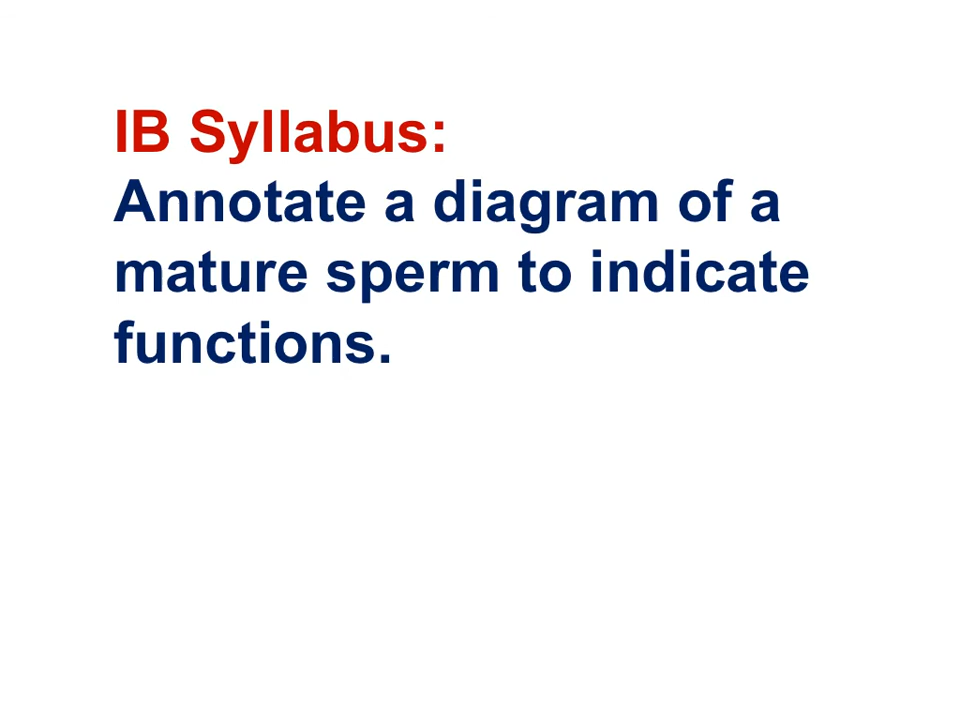 IB Syllabus:
Annotate a diagram of a
mature sperm to indicate
functions.